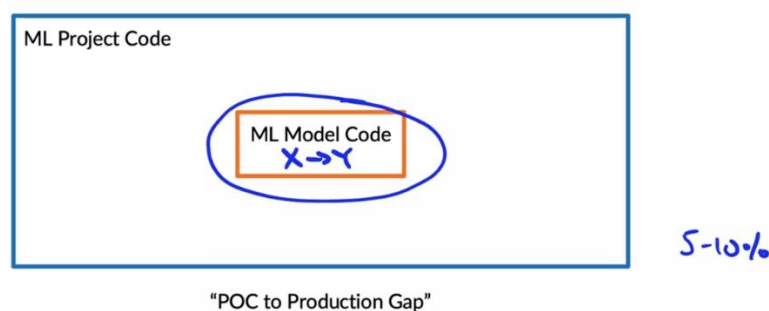 ML Project Code
ML Model Code
X→Y
5-10%
"POC to Production Gap"